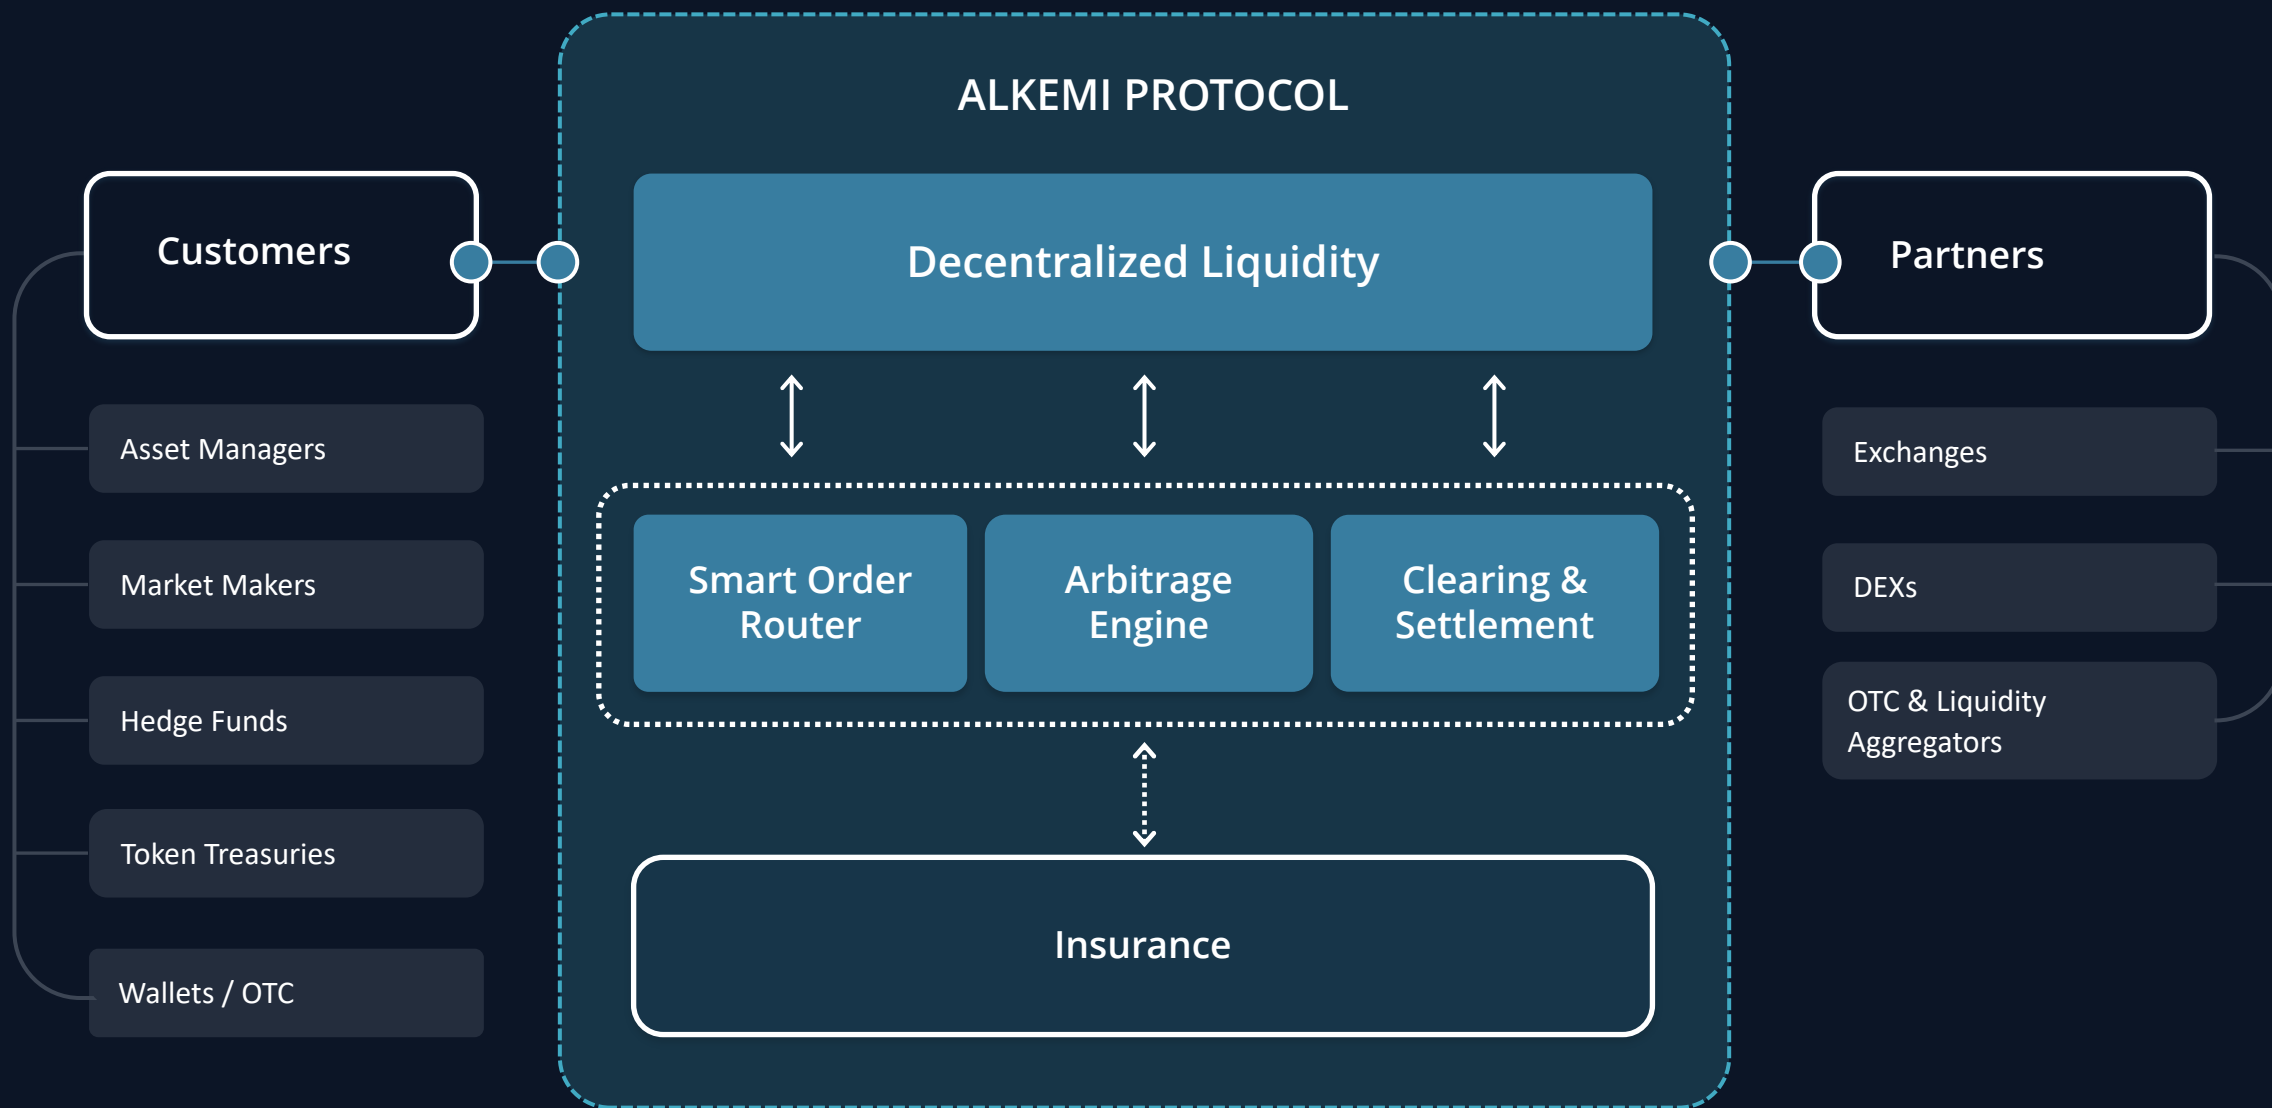 ALKEMI PROTOCOL
Customers
Asset Managers
Market Makers
Hedge Funds
Token Treasuries
Wallets / OTC
Decentralized Liquidity
Smart Order
Router
Arbitrage
Engine
Clearing &
Settlement
Insurance
Partners
Exchanges
DEXs
OTC & Liquidity
Aggregators